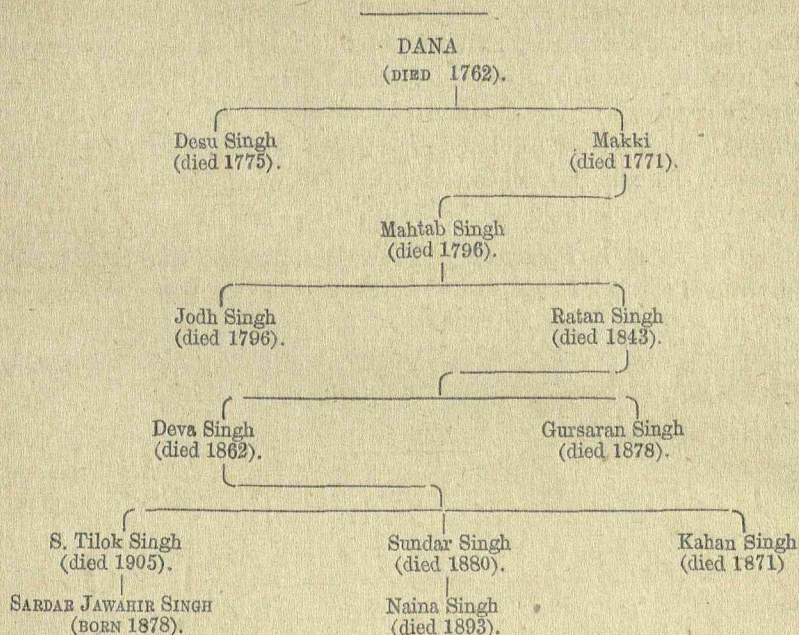 DANA
(DIED 1762).
Desu Singh
(died 1775).
Makki
(died 1771).
Mahtab Singh
(died 1796).
Jodh Singh
(died 1796).
Ratan Singh
(died 1843).
Deva Singh
(died 1862).
Gursaran Singh
(died 1878).
S. Tilok Singh
(died 1905).
Sundar Singh
(died 1880).
Kahan Singh
(died 1871)
SARDAR JAWAHIR SINGH
(BORN 1878).
Naina Singh
(died 1893).